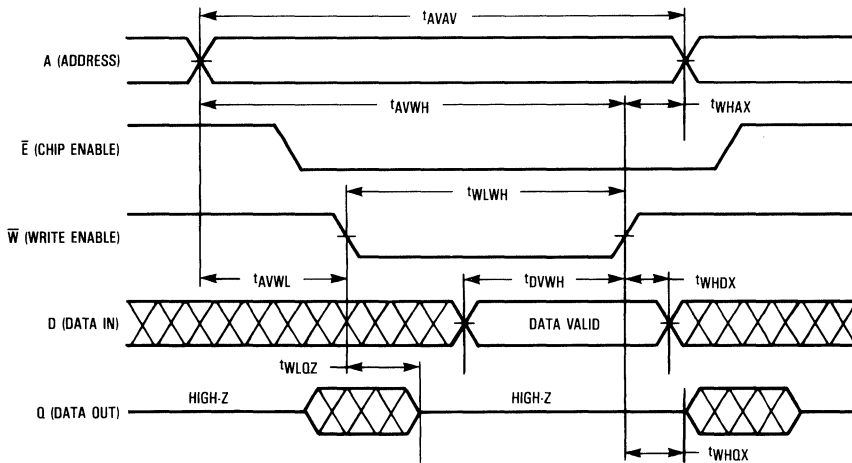 tAVAV
A (ADDRESS)
tAVWH
tWHAX
E (CHIP ENABLE)
tWLWH
W (WRITE ENABLE)
tAVWL
tDVWH
tWHDX
D (DATA IN)
DATA VALID
tWLQZ
HIGH-Z
HIGH-Z
Q (DATA OUT)
tWHQX